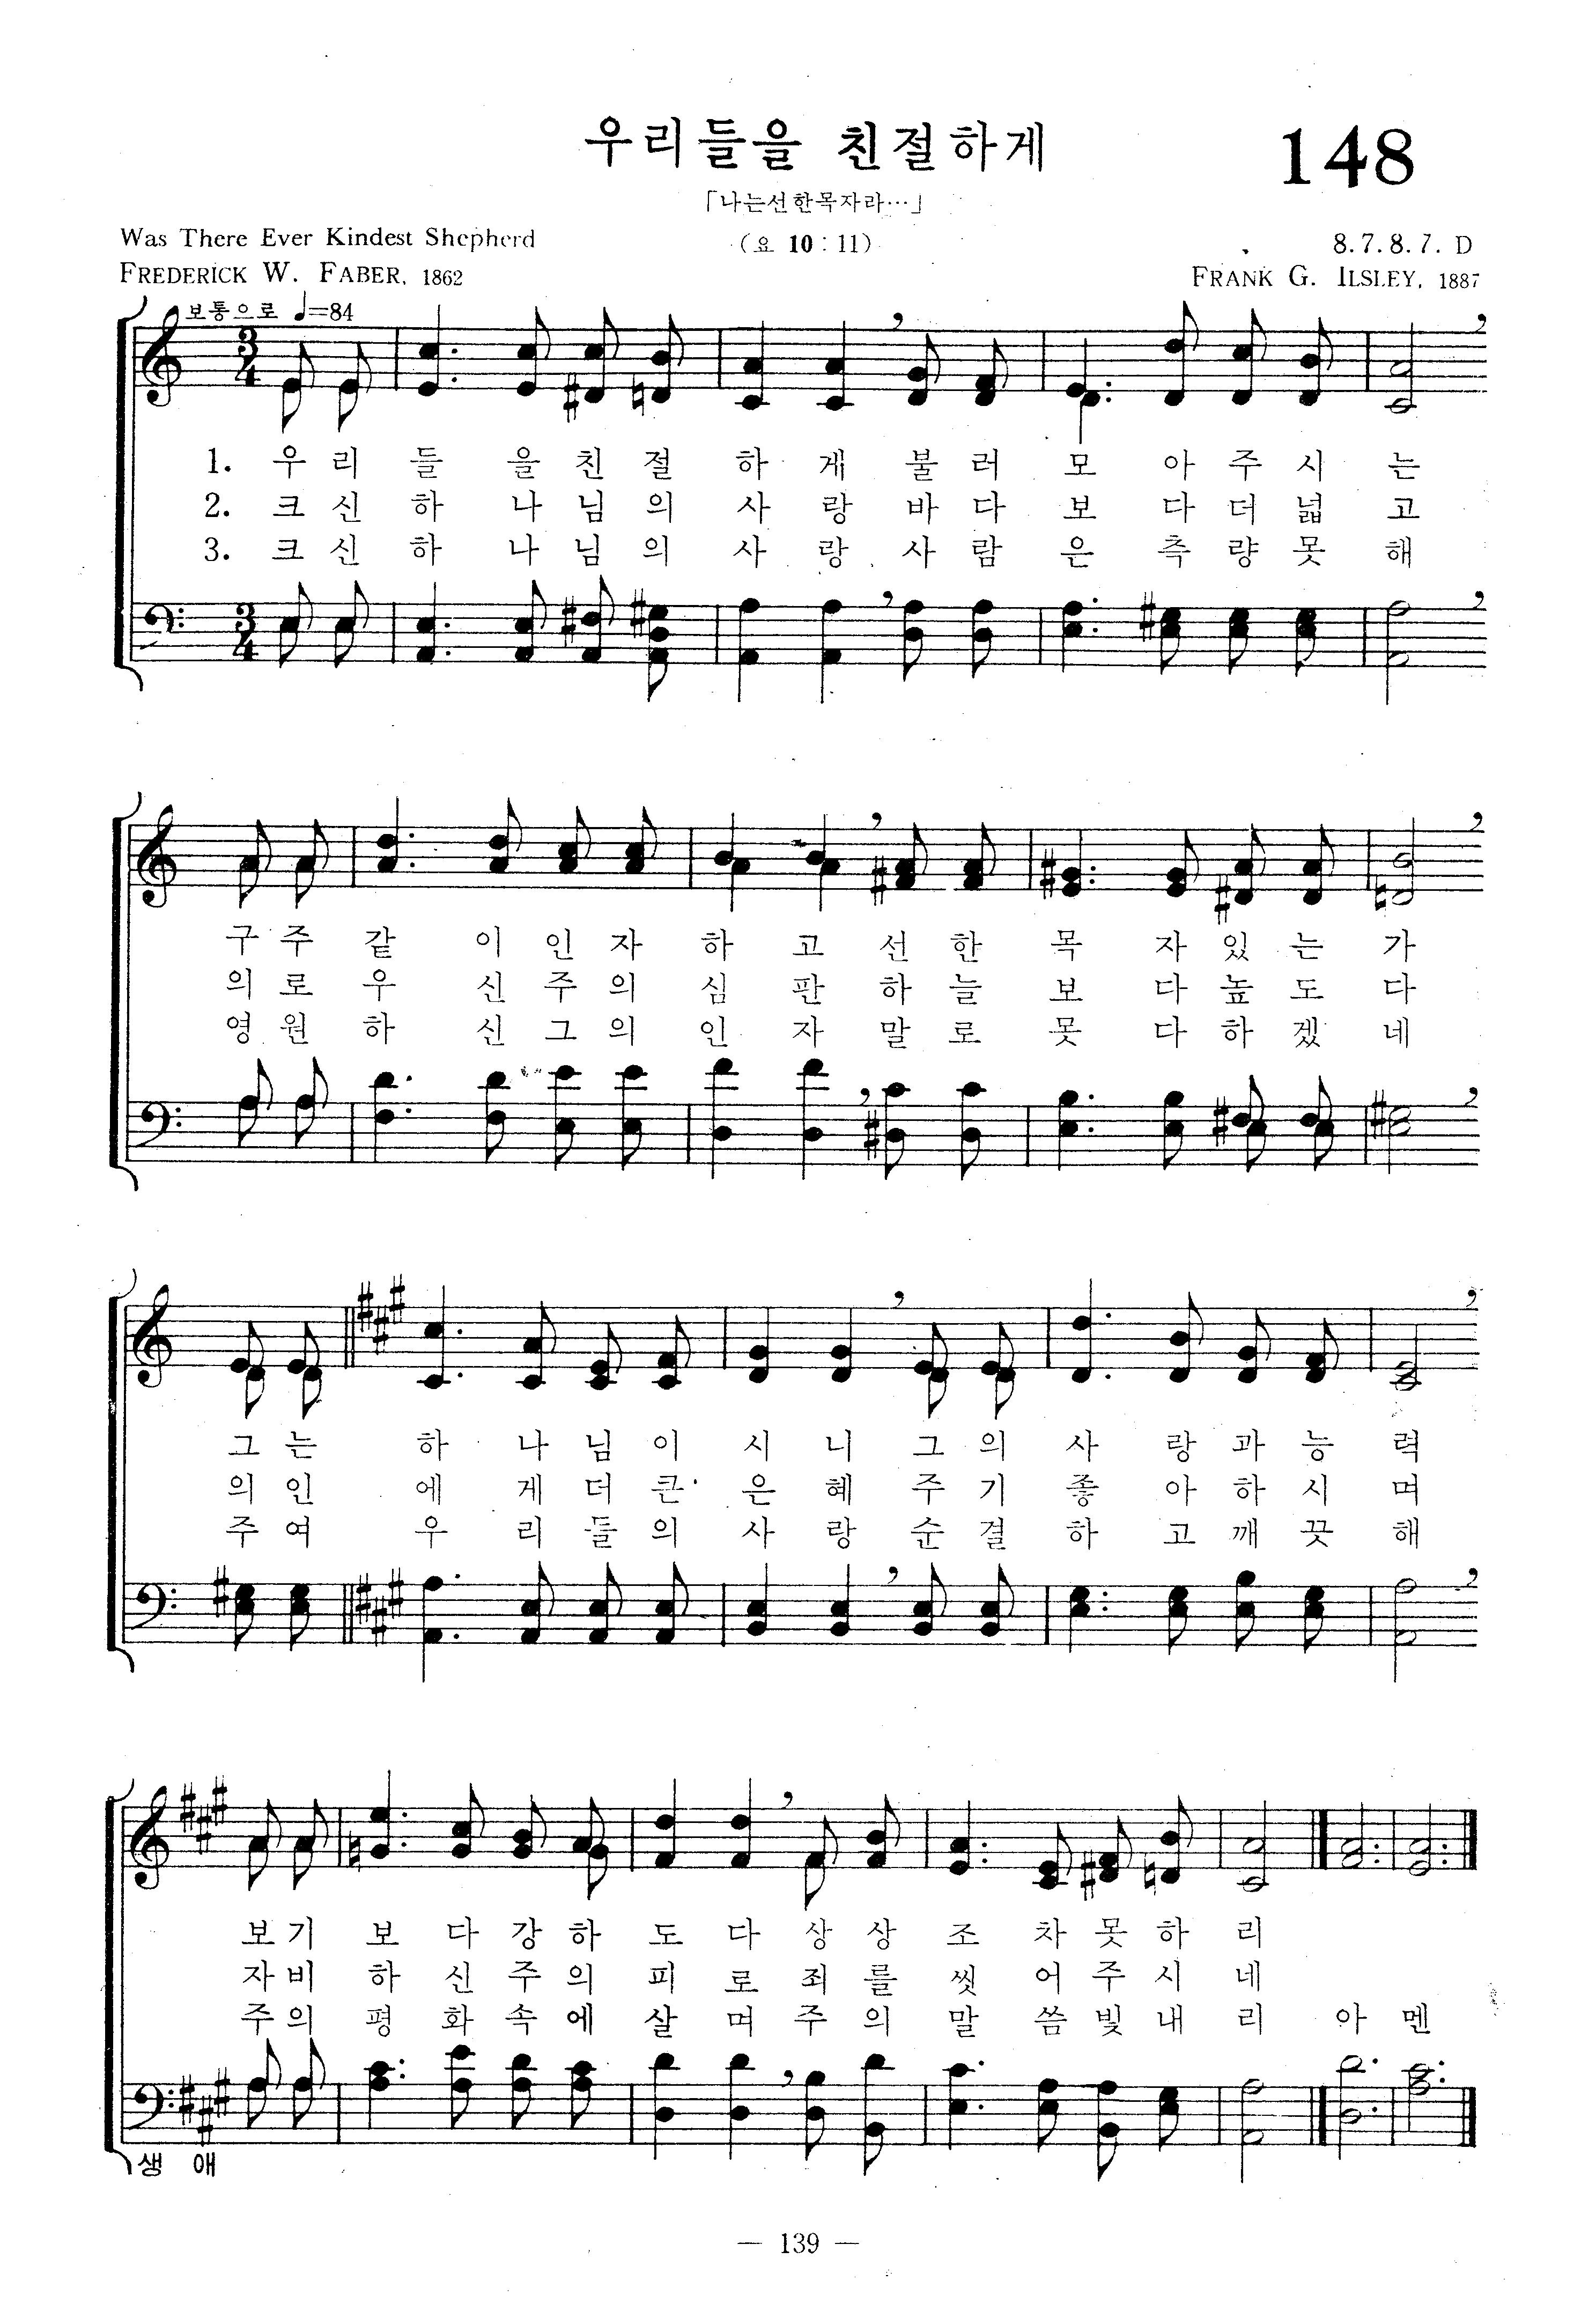 우리들을 친절하게
148
「나는선한목자라…」
Was There Ever Kindest Shepherd
(요 10:11)
8.7.8.7. D
FREDERICK W. FABER, 1862
FRANK G. ILSLEY, 1887
보통으로 ♩=84
1. 우 리 들 을 친 절 하 게 불 러 모 아 주 시 는
2. 크 신 하 나 님 의 사 랑 바 다 보 다 더 넓 고
3. 크 신 하 나 님 의 사 랑 사 람 은 측 량 못 해
구 주 같 이 인 자 하 고 선 한 목 자 있 는 가
의 로 우 신 주 의 심 판 하 늘 보 다 높 도 다
영 원 하 신 그 의 인 자 말 로 못 다 하 겠 네
그 는 하 나 님 이 시 니 그 의 사 랑 과 능 력
의 인 에 게 더 큰 은 혜 주 기 좋 아 하 시 며
주 여 우 리 들 의 사 랑 순 결 하 고 깨 끗 해
보 기 보 다 강 하 도 다 상 상 조 차 못 하 리
자 비 하 신 주 의 피 로 죄 를 씻 어 주 시 네
주 의 평 화 속 에 살 며 주 의 말 씀 빛 내 리 아 멘
생 애
— 139 —